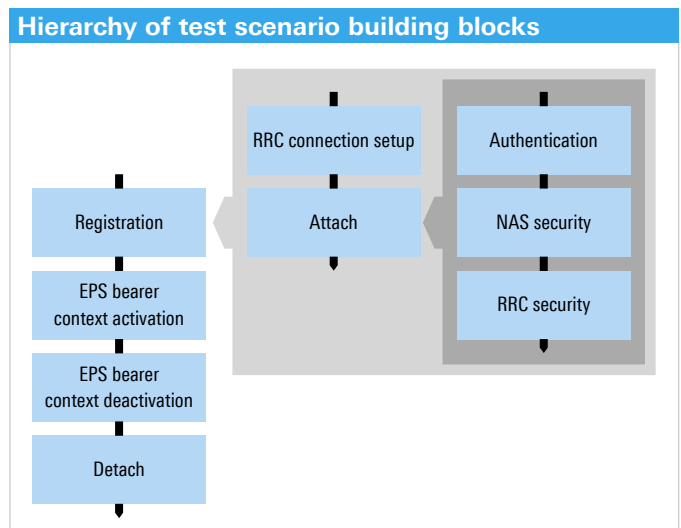 Hierarchy of test scenario building blocks
RRC connection setup
Authentication
Registration
Attach
NAS security
EPS bearer
context activation
RRC security
EPS bearer
context deactivation
Detach